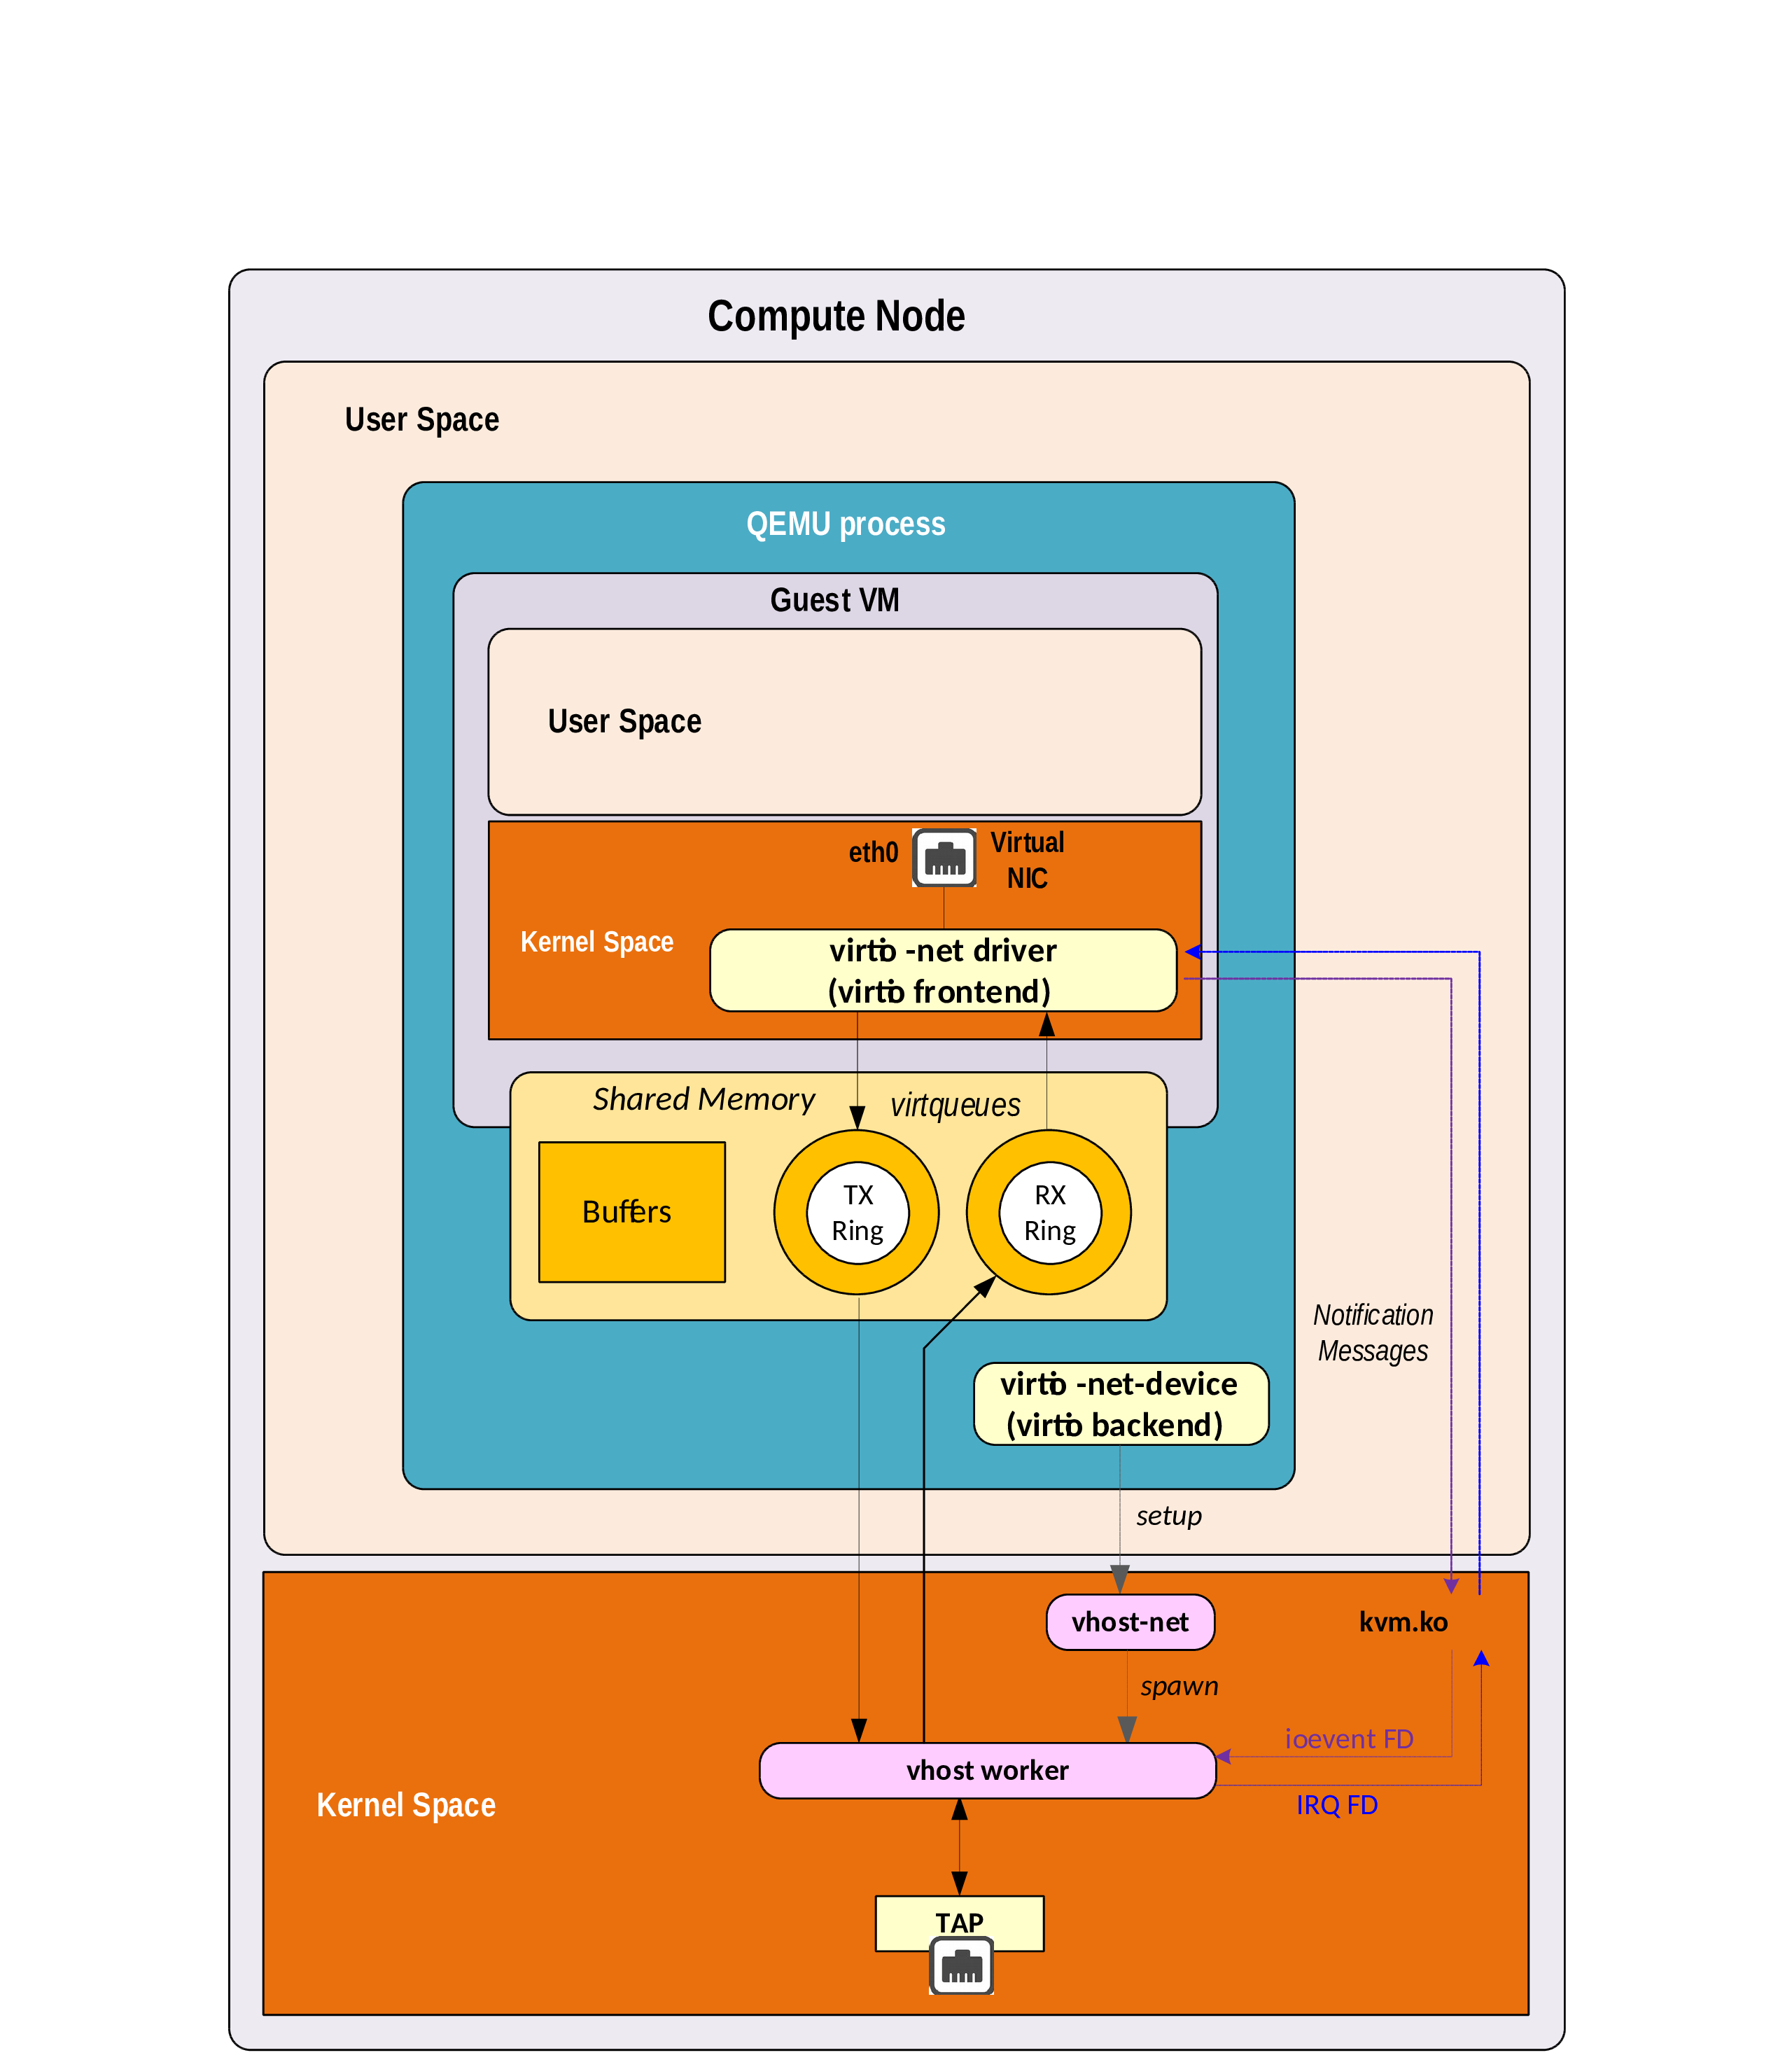 Compute Node
User Space
QEMU process
Guest VM
User Space
eth0
Virtual
NIC
Kernel Space
virtio -net driver
(virtio frontend)
Shared Memory
virtqueues
Buffers
TX
Ring
RX
Ring
Notification
Messages
virtio -net-device
(virtio backend)
setup
vhost-net
kvm.ko
spawn
ioevent FD
vhost worker
IRQ FD
Kernel Space
TAP